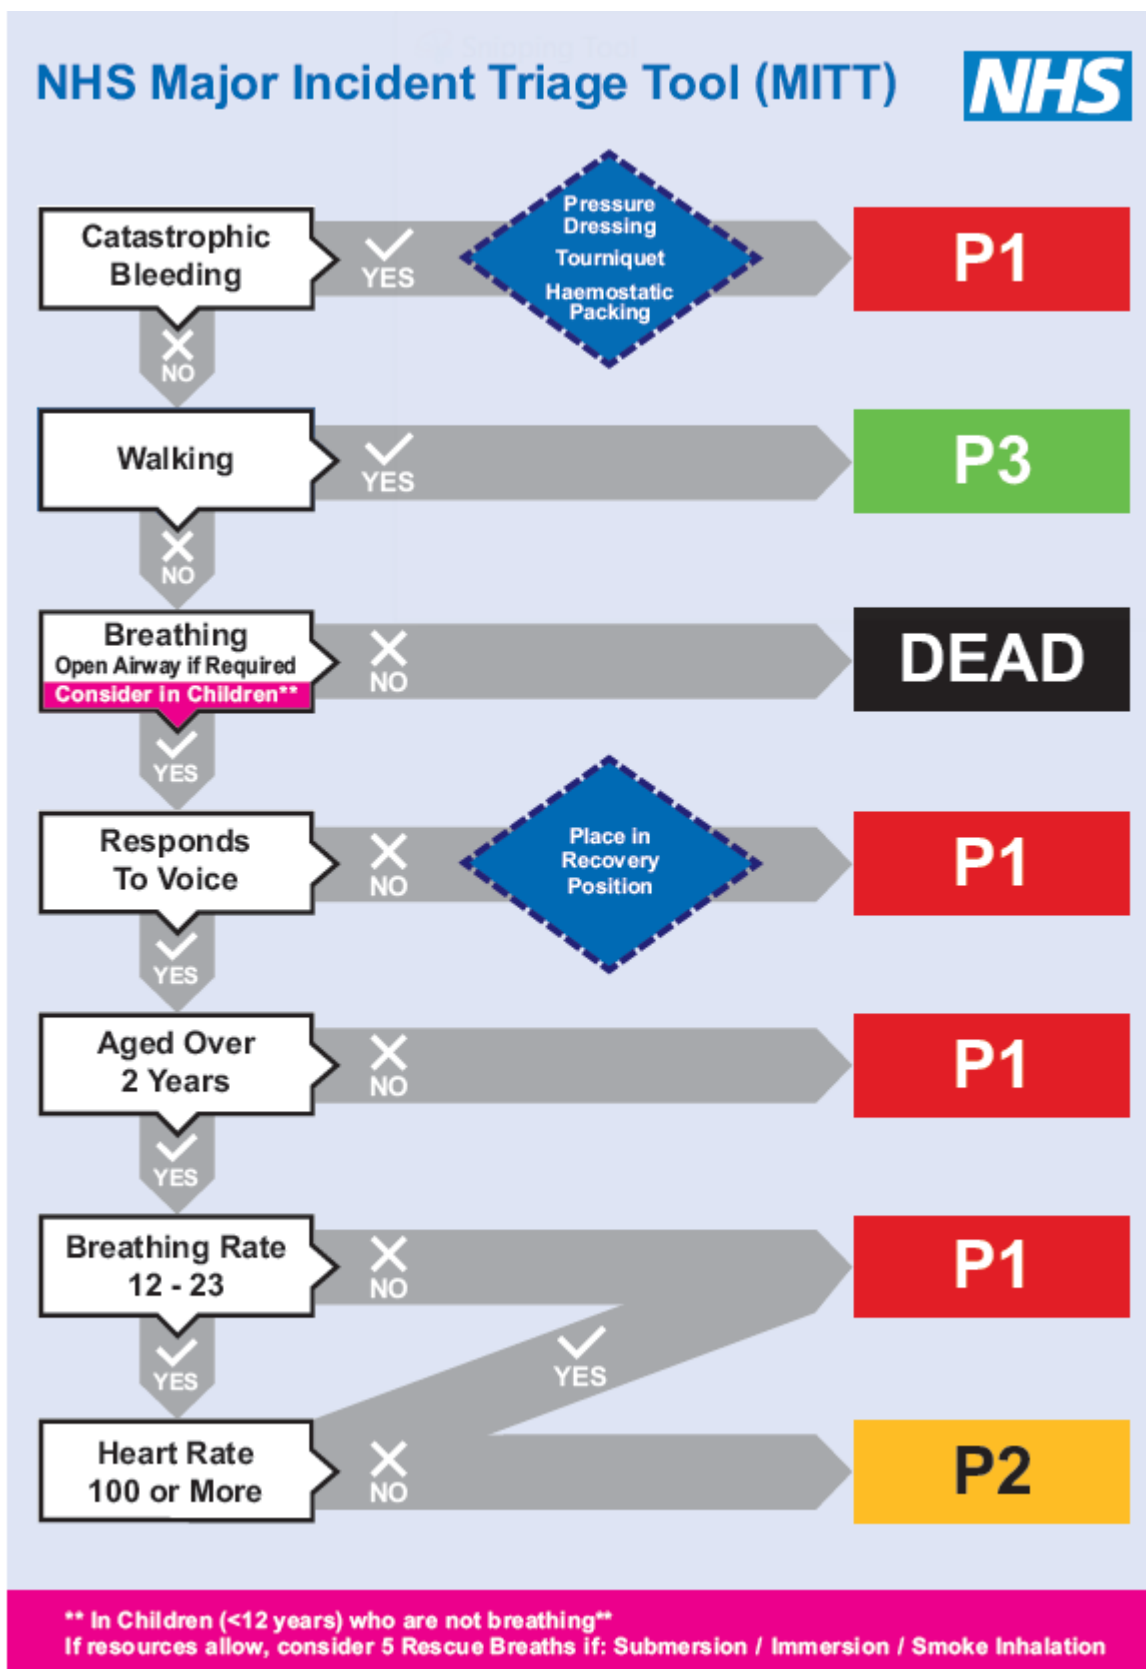 NHS Major Incident Triage Tool (MITT)
NHS
Catastrophic
Bleeding
YES
Pressure
Dressing
Tourniquet
Haemostatic
Packing
P1
NO
Walking
YES
P3
NO
Breathing
Open Airway if Required
Consider in Children**
NO
DEAD
YES
Responds
To Voice
NO
Place in
Recovery
Position
P1
YES
Aged Over
2 Years
NO
P1
YES
Breathing Rate
12 - 23
NO
P1
YES
YES
Heart Rate
100 or More
NO
P2
** In Children (<12 years) who are not breathing**
If resources allow, consider 5 Rescue Breaths if: Submersion / Immersion / Smoke Inhalation